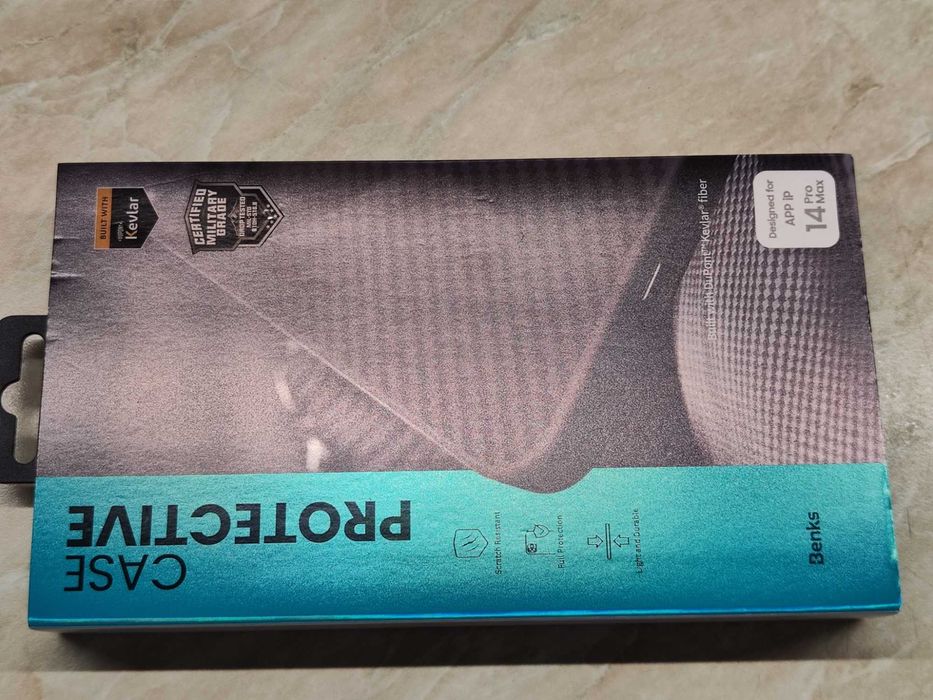 BUILT WITH
Kevlar
CERTIFIED
MILITARY
GRADE
Designed for
APP IP
14 Pro
Max
Built with DuPont™ Kevlar® fiber
PROTECTIVE
CASE
Scratch Resistant
Full Protection
Light and Durable
Benks